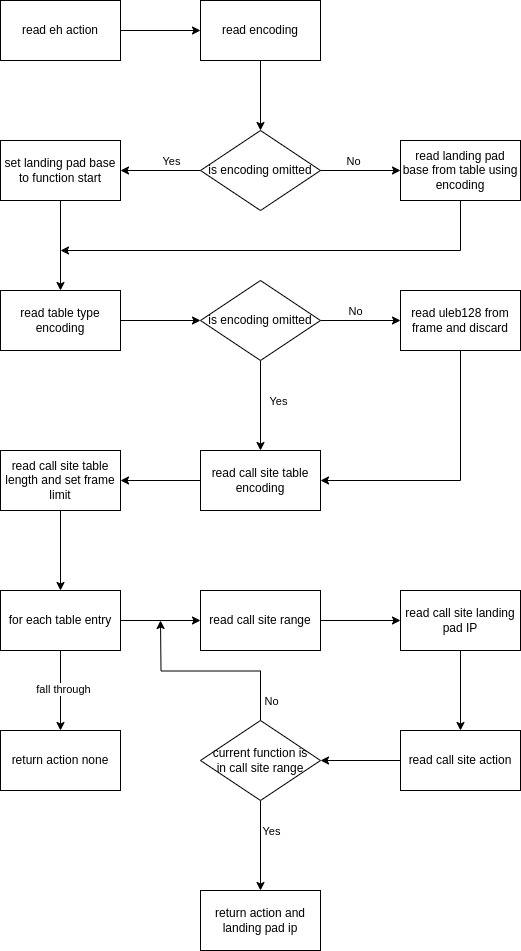 read eh action
read encoding
set landing pad base
to function start
Yes
is encoding omitted
No
read landing pad
base from table using
encoding
read table type
encoding
is encoding omitted
No
read uleb128 from
frame and discard
Yes
read call site table
length and set frame
limit
read call site table
encoding
for each table entry
read call site range
read call site landing
pad IP
fall through
No
return action none
current function is
in call site range
read call site action
Yes
return action and
landing pad ip